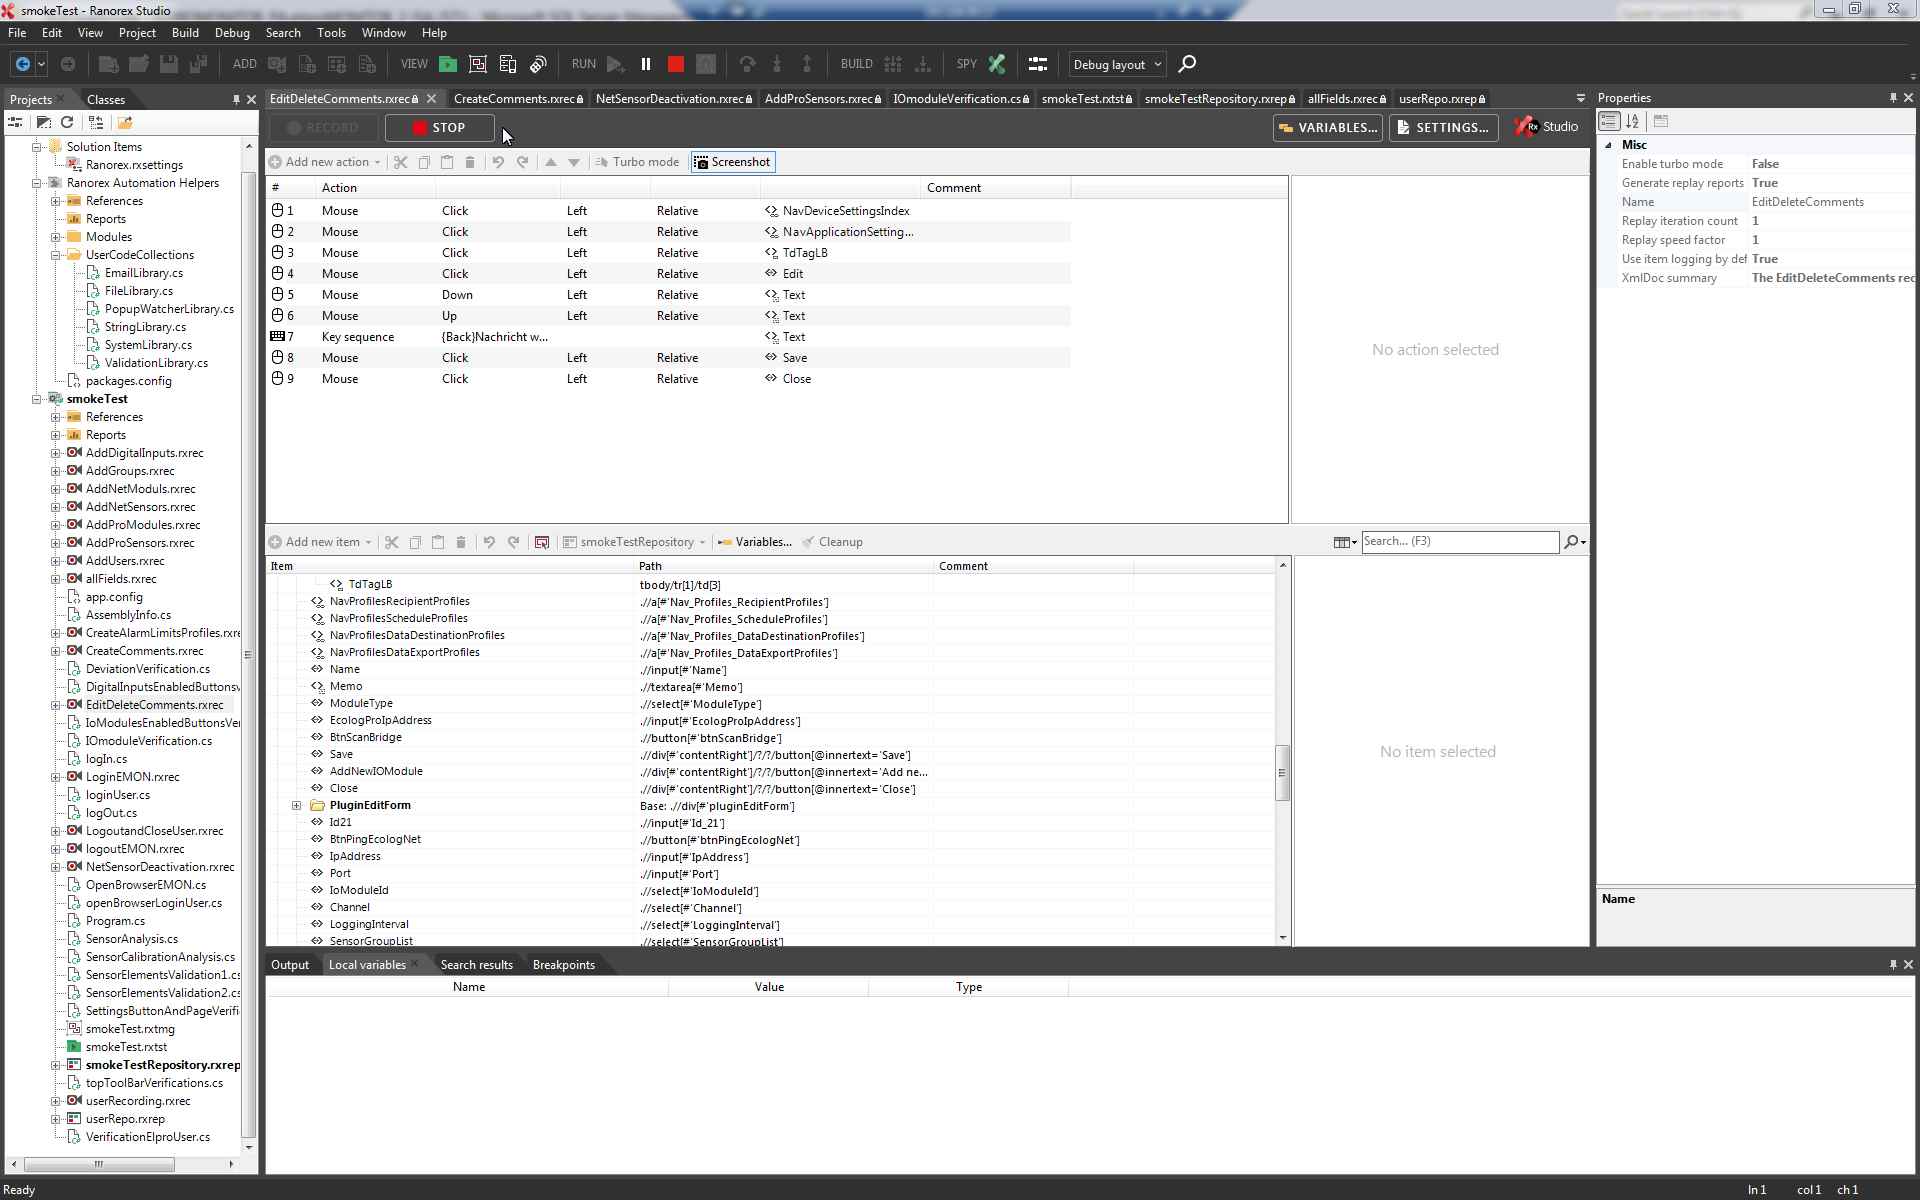 smokeTest - Ranorex Studio
File Edit View Project Build Debug Search Tools Window Help
ADD VIEW RUN BUILD SPY Debug layout
Projects Classes
Solution Items
Ranorex.rxsettings
Ranorex Automation Helpers
References
Reports
Modules
UserCodeCollections
EmailLibrary.cs
FileLibrary.cs
PopupWatcherLibrary.cs
StringLibrary.cs
SystemLibrary.cs
ValidationLibrary.cs
packages.config
smokeTest
References
Reports
AddDigitalInputs.rxrec
AddGroups.rxrec
AddNetModuls.rxrec
AddNetSensors.rxrec
AddProModules.rxrec
AddProSensors.rxrec
AddUsers.rxrec
allFields.rxrec
app.config
AssemblyInfo.cs
CreateAlarmLimitsProfiles.rxre
CreateComments.rxrec
DeviationVerification.cs
DigitalInputsEnabledButtonsv
EditDeleteComments.rxrec
IoModulesEnabledButtonsVe
IOmoduleVerification.cs
logIn.cs
LoginEMON.rxrec
loginUser.cs
logOut.cs
LogoutandCloseUser.rxrec
logoutEMON.rxrec
NetSensorDeactivation.rxrec
OpenBrowserEMON.cs
openBrowserLoginUser.cs
Program.cs
SensorAnalysis.cs
SensorCalibrationAnalysis.cs
SensorElementsValidation1.cs
SensorElementsValidation2.cs
SettingsButtonAndPageVerifi
smokeTest.rxtmg
smokeTest.rxtst
smokeTestRepository.rxrep
topToolBarVerifications.cs
userRecording.rxrec
userRepo.rxrep
VerificationElproUser.cs
EditDeleteComments.rxrec CreateComments.rxrec NetSensorDeactivation.rxrec AddProSensors.rxrec IOmoduleVerification.cs smokeTest.rxtst smokeTestRepository.rxrep allFields.rxrec userRepo.rxrep
RECORD STOP VARIABLES... SETTINGS... Rx Studio
Add new action Turbo mode Screenshot
# Action Comment
1 Mouse Click Left Relative NavDeviceSettingsIndex
2 Mouse Click Left Relative NavApplicationSetting...
3 Mouse Click Left Relative TdTagLB
4 Mouse Click Left Relative Edit
5 Mouse Down Left Relative Text
6 Mouse Up Left Relative Text
7 Key sequence {Back}Nachricht w... Text
8 Mouse Click Left Relative Save
9 Mouse Click Left Relative Close
No action selected
Add new item smokeTestRepository Variables... Cleanup Search... (F3)
Item Path Comment
TdTagLB tbody/tr[1]/td[3]
NavProfilesRecipientProfiles .//a[#'Nav_Profiles_RecipientProfiles']
NavProfilesScheduleProfiles .//a[#'Nav_Profiles_ScheduleProfiles']
NavProfilesDataDestinationProfiles .//a[#'Nav_Profiles_DataDestinationProfiles']
NavProfilesDataExportProfiles .//a[#'Nav_Profiles_DataExportProfiles']
Name .//input[#'Name']
Memo .//textarea[#'Memo']
ModuleType .//select[#'ModuleType']
EcologProIpAddress .//input[#'EcologProIpAddress']
BtnScanBridge .//button[#'btnScanBridge']
Save .//div[#'contentRight']/?/?/button[@innertext='Save']
AddNewIOModule .//div[#'contentRight']/?/?/button[@innertext='Add ne...
Close .//div[#'contentRight']/?/?/button[@innertext='Close']
PluginEditForm Base: .//div[#'pluginEditForm']
Id21 .//input[#'Id_21']
BtnPingEcologNet .//button[#'btnPingEcologNet']
IpAddress .//input[#'IpAddress']
Port .//input[#'Port']
IoModuleId .//select[#'IoModuleId']
Channel .//select[#'Channel']
LoggingInterval .//select[#'LoggingInterval']
SensorGroupList .//select[#'SensorGroupList']
No item selected
Output Local variables Search results Breakpoints
Name Value Type
Properties
Misc
Enable turbo mode False
Generate replay reports True
Name EditDeleteComments
Replay iteration count 1
Replay speed factor 1
Use item logging by def True
XmlDoc summary The EditDeleteComments rec
Name
Ready ln 1 col 1 ch 1